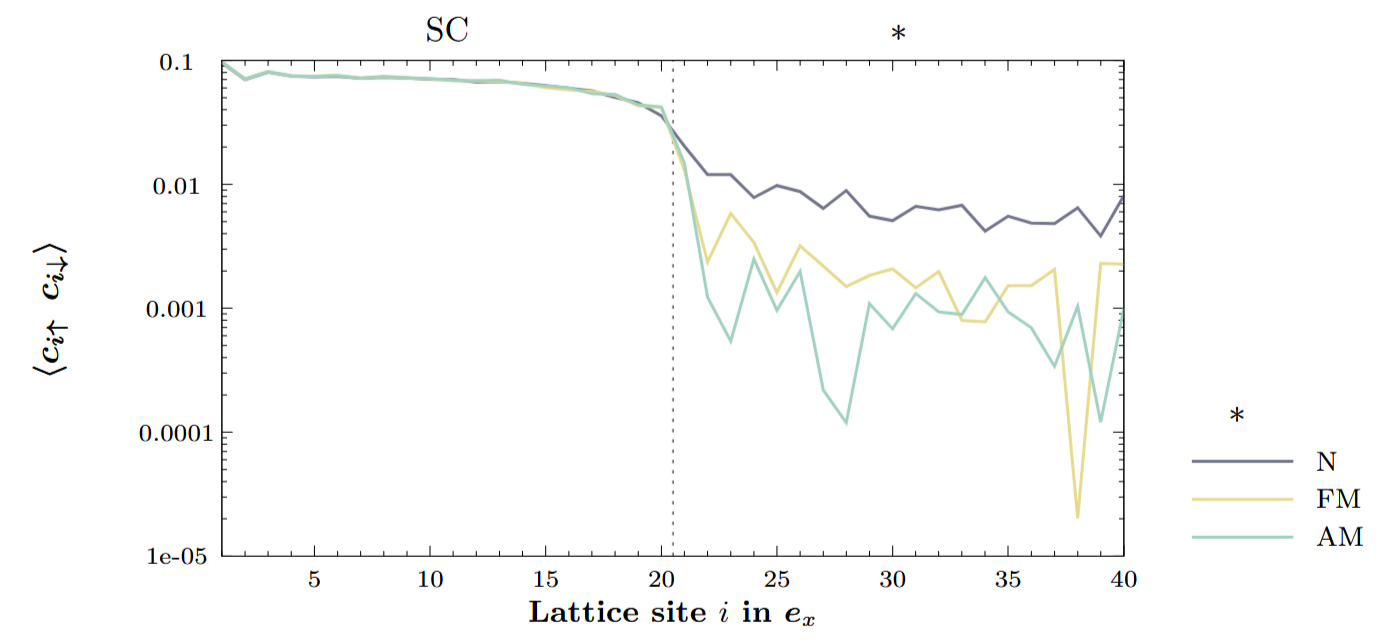 SC *
0.1
0.01
0.001
0.0001
1e-05
⟨c_{i↑} c_{i↓}⟩
5 10 15 20 25 30 35 40
Lattice site i in e_x
*
N
FM
AM